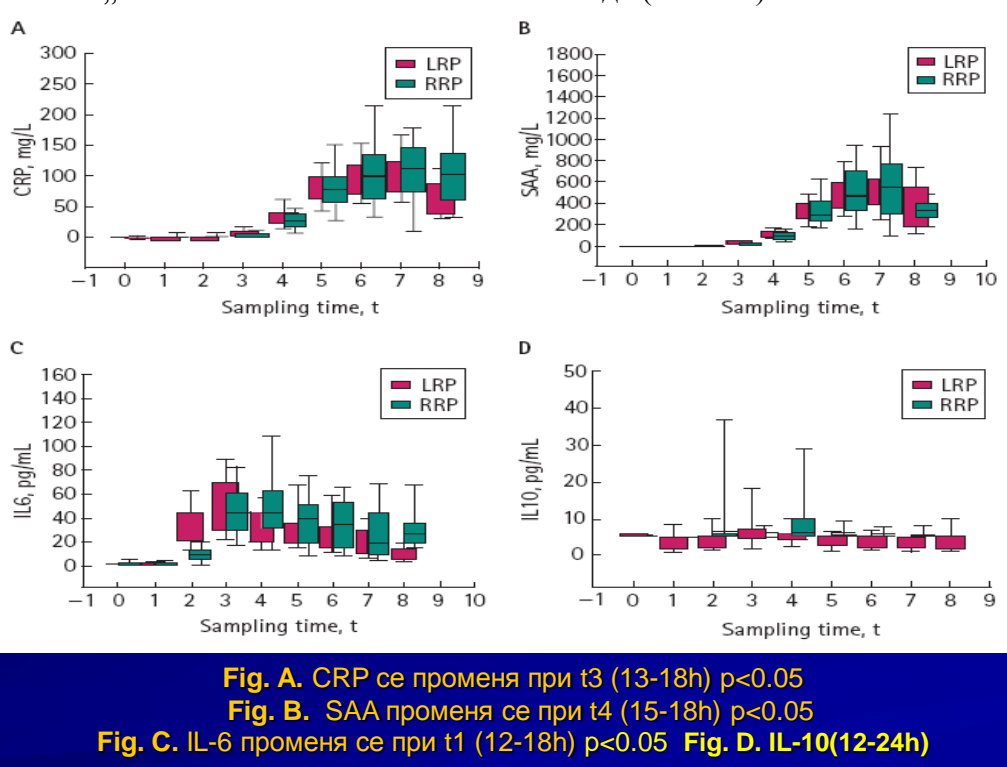 A
300
250
200
150
100
50
0
CRP, mg/L
LRP
RRP
−1 0 1 2 3 4 5 6 7 8 9
Sampling time, t
B
1800
1600
1400
1200
1000
800
600
400
200
0
SAA, mg/L
LRP
RRP
−1 0 1 2 3 4 5 6 7 8 9 10
Sampling time, t
C
160
140
120
100
80
60
40
20
0
IL6, pg/mL
LRP
RRP
−1 0 1 2 3 4 5 6 7 8 9 10
Sampling time, t
D
50
40
30
20
10
0
IL10, pg/mL
LRP
RRP
−1 0 1 2 3 4 5 6 7 8 9
Sampling time, t
Fig. A. CRP се променя при t3 (13-18h) p<0.05
Fig. B. SAA променя се при t4 (15-18h) p<0.05
Fig. C. IL-6 променя се при t1 (12-18h) p<0.05 Fig. D. IL-10(12-24h)